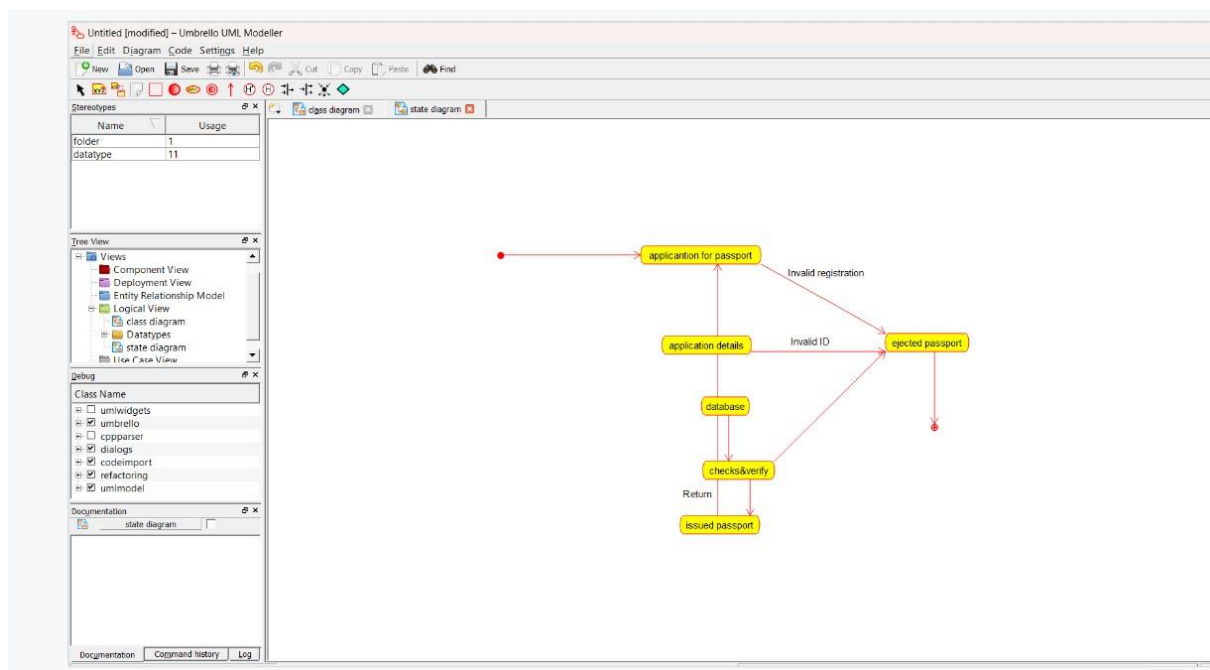 Untitled [modified] – Umbrello UML Modeller
File Edit Diagram Code Settings Help
New Open Save Cut Copy Paste Find
Stereotypes
class diagram state diagram
Name Usage
folder 1
datatype 11
Tree View
Views
Component View
Deployment View
Entity Relationship Model
Logical View
class diagram
Datatypes
state diagram
Use Case View
Debug
Class Name
umlwidgets
umbrello
cppparser
dialogs
codeimport
refactoring
umlmodel
Documentation
state diagram
Documentation Command history Log
applicantion for passport
Invalid registration
application details
Invalid ID
ejected passport
database
checks&verify
Return
issued passport